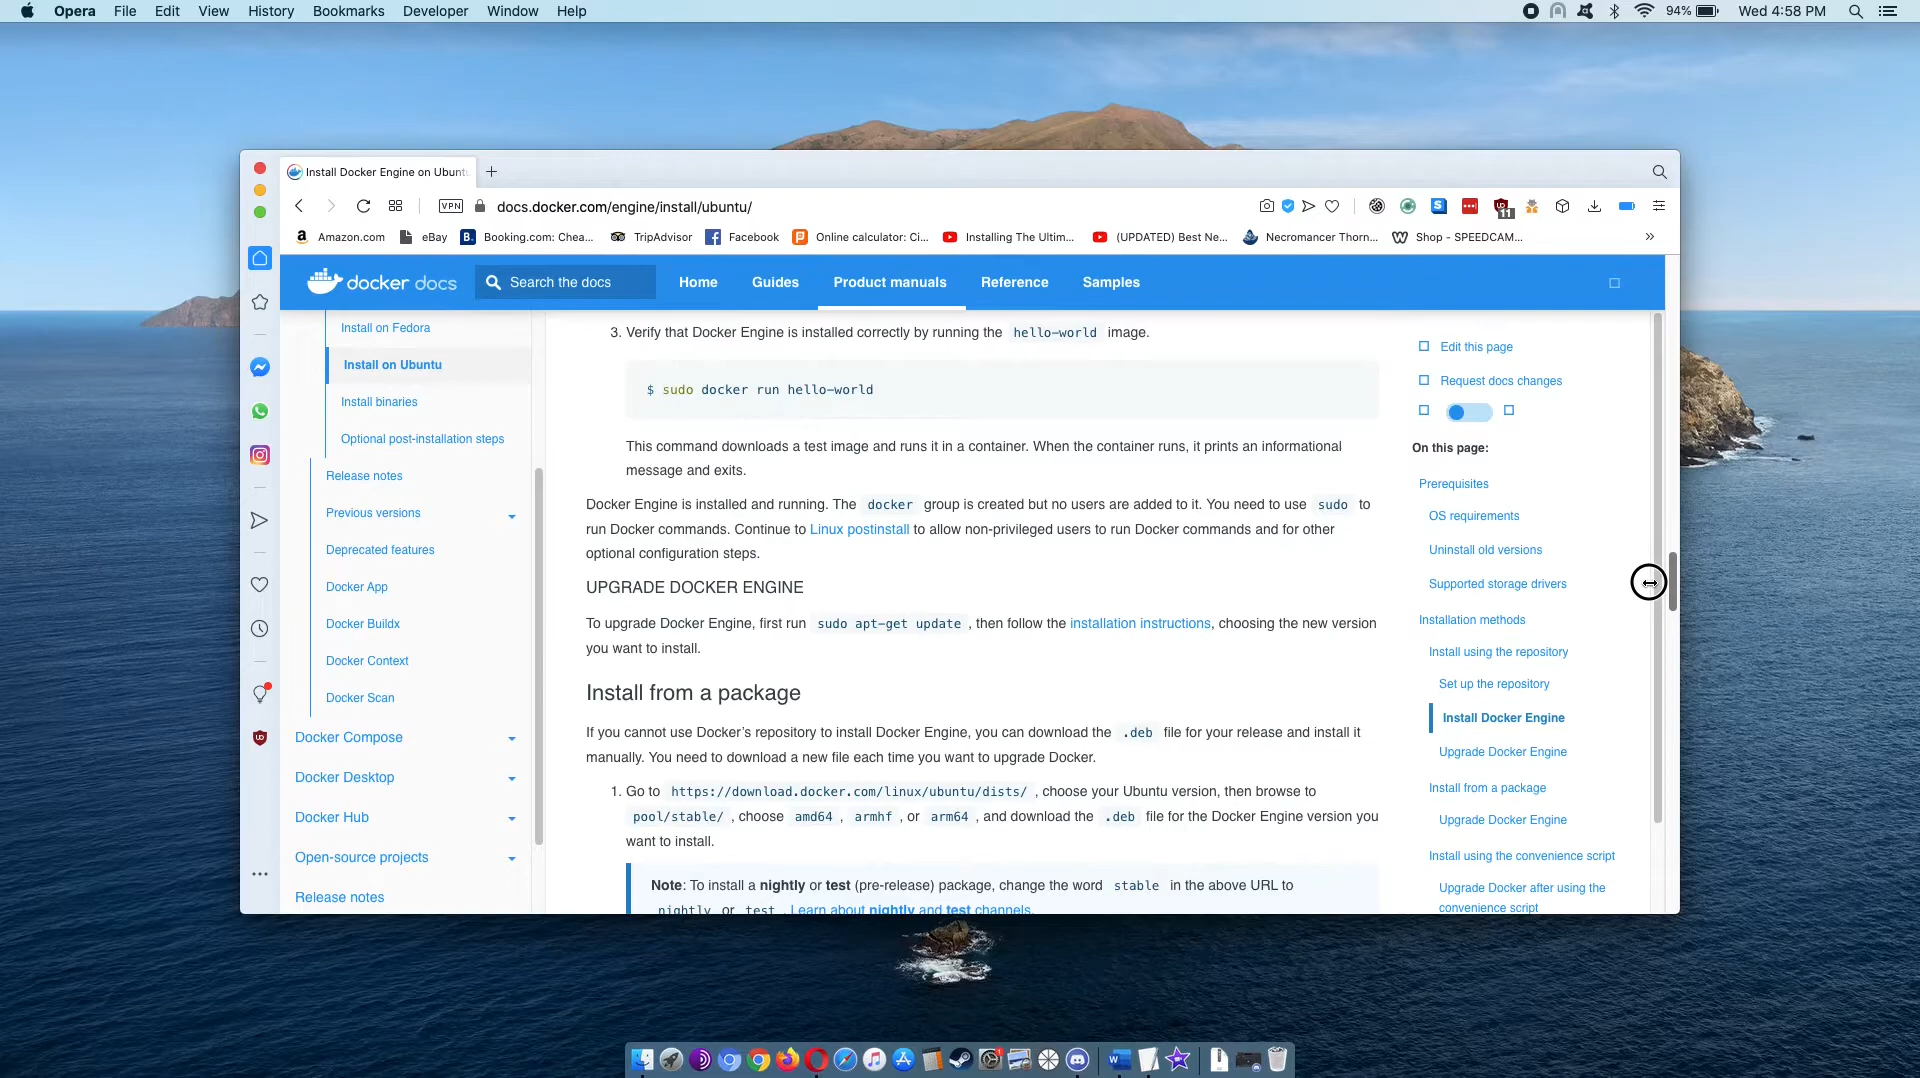 Opera File Edit View History Bookmarks Developer Window Help
94% Wed 4:58 PM
Install Docker Engine on Ubuntu
VPN docs.docker.com/engine/install/ubuntu/
11
Amazon.com eBay Booking.com: Chea... TripAdvisor Facebook Online calculator: Ci... Installing The Ultim... (UPDATED) Best Ne... Necromancer Thorn... Shop - SPEEDCAM...
docker docs Search the docs Home Guides Product manuals Reference Samples
Install on Fedora
Install on Ubuntu
Install binaries
Optional post-installation steps
Release notes
Previous versions
Deprecated features
Docker App
Docker Buildx
Docker Context
Docker Scan
Docker Compose
Docker Desktop
Docker Hub
Open-source projects
Release notes
3. Verify that Docker Engine is installed correctly by running the hello-world image.
$ sudo docker run hello-world
This command downloads a test image and runs it in a container. When the container runs, it prints an informational
message and exits.
Docker Engine is installed and running. The docker group is created but no users are added to it. You need to use sudo to
run Docker commands. Continue to Linux postinstall to allow non-privileged users to run Docker commands and for other
optional configuration steps.
UPGRADE DOCKER ENGINE
To upgrade Docker Engine, first run sudo apt-get update , then follow the installation instructions, choosing the new version
you want to install.
Install from a package
If you cannot use Docker's repository to install Docker Engine, you can download the .deb file for your release and install it
manually. You need to download a new file each time you want to upgrade Docker.
1. Go to https://download.docker.com/linux/ubuntu/dists/ , choose your Ubuntu version, then browse to
pool/stable/ , choose amd64 , armhf , or arm64 , and download the .deb file for the Docker Engine version you
want to install.
Note: To install a nightly or test (pre-release) package, change the word stable in the above URL to
nightly or test . Learn about nightly and test channels.
Edit this page
Request docs changes
On this page:
Prerequisites
OS requirements
Uninstall old versions
Supported storage drivers
Installation methods
Install using the repository
Set up the repository
Install Docker Engine
Upgrade Docker Engine
Install from a package
Upgrade Docker Engine
Install using the convenience script
Upgrade Docker after using the
convenience script